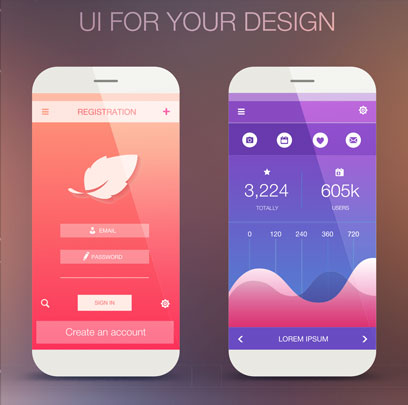 UI FOR YOUR DESIGN
REGISTRATION
EMAIL
PASSWORD
SIGN IN
Create an account
3,224
605k
TOTALLY
USERS
0 120 240 360 720
LOREM IPSUM